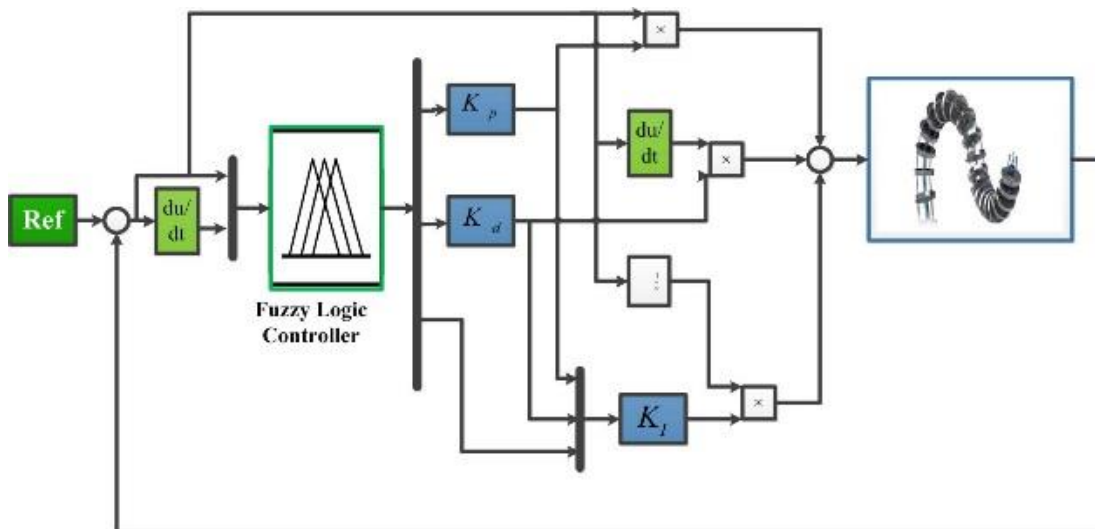 ×
K p
du/
dt
×
Ref
du/
dt
K d
Fuzzy Logic
Controller
K I
×